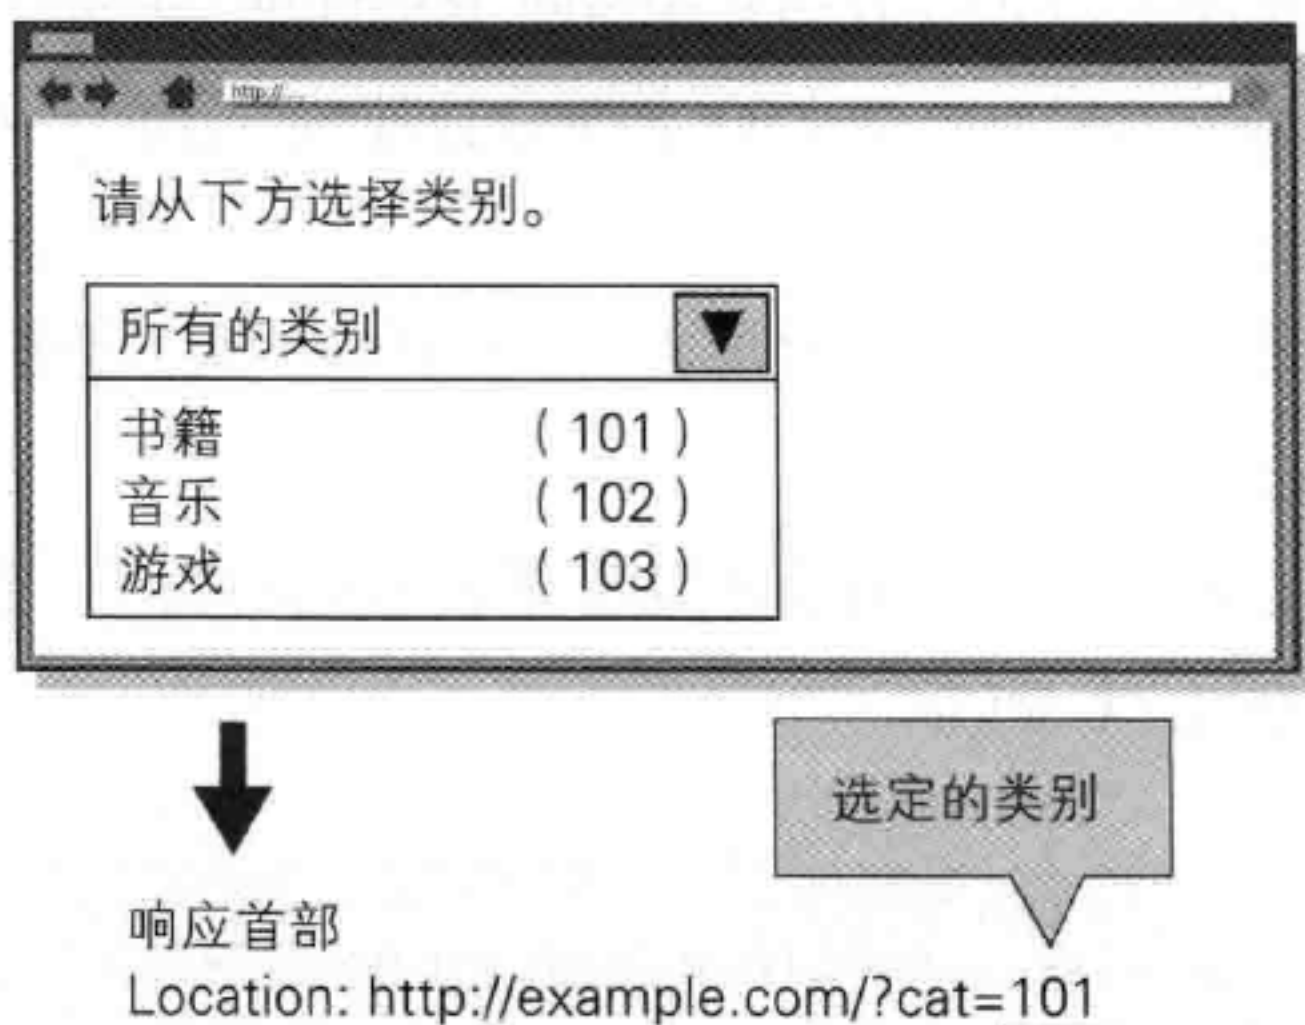 http://...
请从下方选择类别。
所有的类别
书籍 ( 101 )
音乐 ( 102 )
游戏 ( 103 )
选定的类别
响应首部
Location: http://example.com/?cat=101